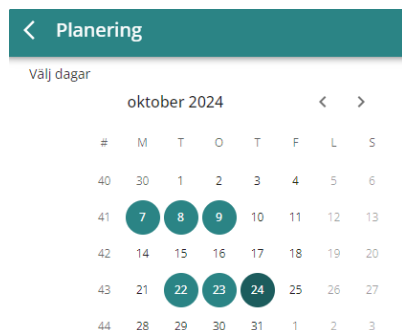 Planering
Välj dagar
oktober 2024
# M T O T F L S
40 30 1 2 3 4 5 6
41 7 8 9 10 11 12 13
42 14 15 16 17 18 19 20
43 21 22 23 24 25 26 27
44 28 29 30 31 1 2 3